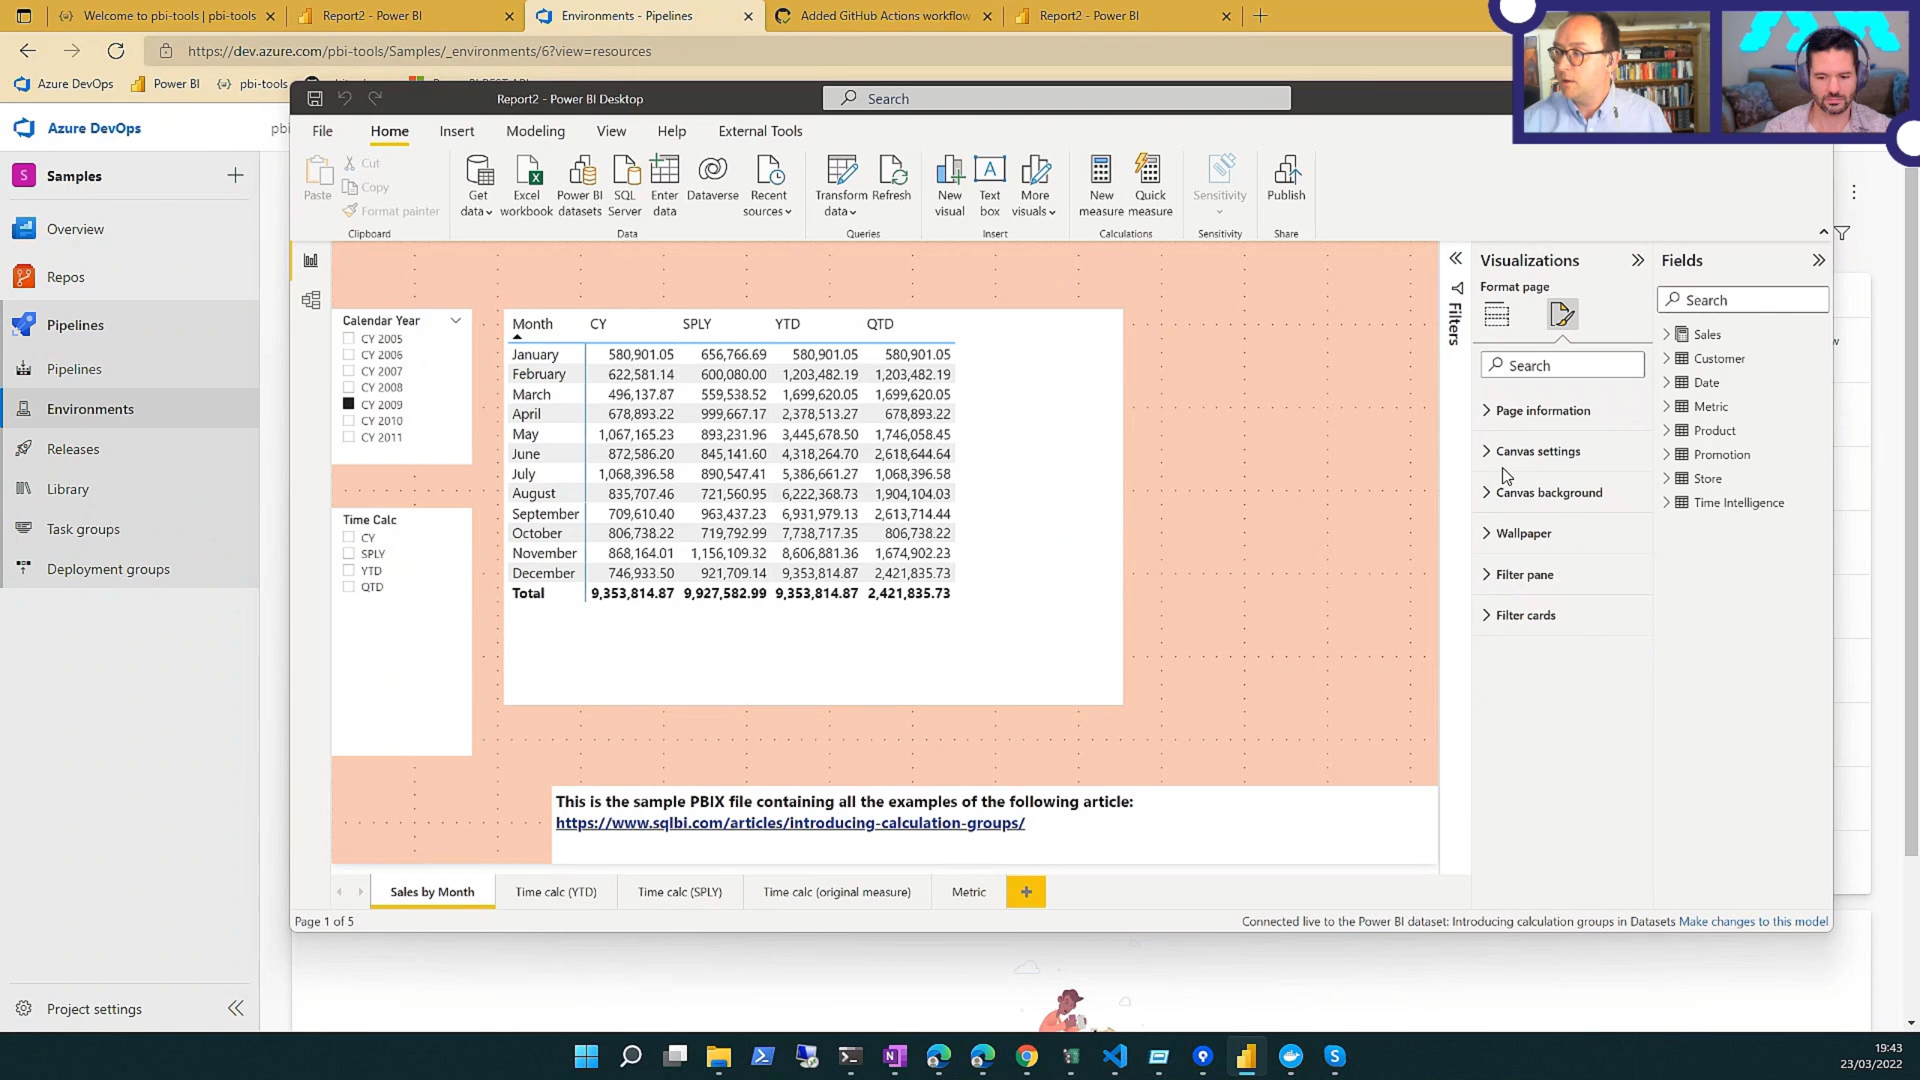 Welcome to pbi-tools | pbi-tools
Report2 - Power BI
Environments - Pipelines
Added GitHub Actions workflow
Report2 - Power BI
https://dev.azure.com/pbi-tools/Samples/_environments/6?view=resources
Azure DevOps
Power BI
pbi-tools
Azure DevOps
pbi
Samples
Overview
Repos
Pipelines
Pipelines
Environments
Releases
Library
Task groups
Deployment groups
Project settings
Report2 - Power BI Desktop
Search
File
Home
Insert
Modeling
View
Help
External Tools
Paste
Cut
Copy
Format painter
Clipboard
Get data
Excel workbook
Power BI datasets
SQL Server
Enter data
Dataverse
Recent sources
Data
Transform data
Refresh
Queries
New visual
Text box
More visuals
Insert
New measure
Quick measure
Calculations
Sensitivity
Sensitivity
Publish
Share
Calendar Year
CY 2005
CY 2006
CY 2007
CY 2008
CY 2009
CY 2010
CY 2011
Time Calc
CY
SPLY
YTD
QTD
Month CY SPLY YTD QTD
January 580,901.05 656,766.69 580,901.05 580,901.05
February 622,581.14 600,080.00 1,203,482.19 1,203,482.19
March 496,137.87 559,538.52 1,699,620.05 1,699,620.05
April 678,893.22 999,667.17 2,378,513.27 678,893.22
May 1,067,165.23 893,231.96 3,445,678.50 1,746,058.45
June 872,586.20 845,141.60 4,318,264.70 2,618,644.64
July 1,068,396.58 890,547.41 5,386,661.27 1,068,396.58
August 835,707.46 721,560.95 6,222,368.73 1,904,104.03
September 709,610.40 963,437.23 6,931,979.13 2,613,714.44
October 806,738.22 719,792.99 7,738,717.35 806,738.22
November 868,164.01 1,156,109.32 8,606,881.36 1,674,902.23
December 746,933.50 921,709.14 9,353,814.87 2,421,835.73
Total 9,353,814.87 9,927,582.99 9,353,814.87 2,421,835.73
This is the sample PBIX file containing all the examples of the following article:
https://www.sqlbi.com/articles/introducing-calculation-groups/
Filters
Visualizations
Format page
Search
Page information
Canvas settings
Canvas background
Wallpaper
Filter pane
Filter cards
Fields
Search
Sales
Customer
Date
Metric
Product
Promotion
Store
Time Intelligence
Sales by Month
Time calc (YTD)
Time calc (SPLY)
Time calc (original measure)
Metric
Page 1 of 5
Connected live to the Power BI dataset: Introducing calculation groups in Datasets Make changes to this model
19:43
23/03/2022